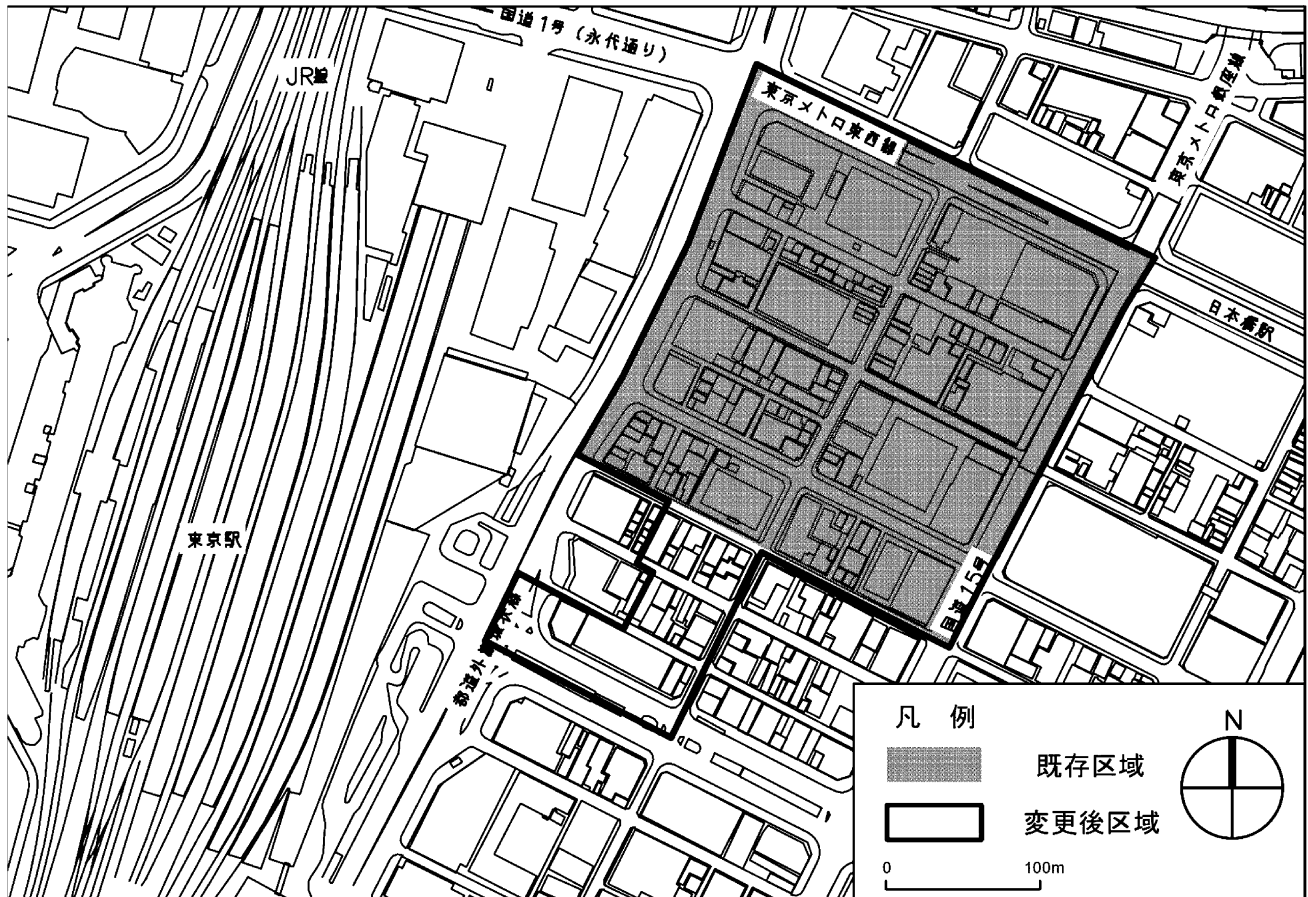 国道1号（永代通り）
JR線
東京メトロ東西線
東京メトロ銀座線
日本橋駅
東京駅
国道15号
都道外堀
凡 例
N
既存区域
変更後区域
0 100m